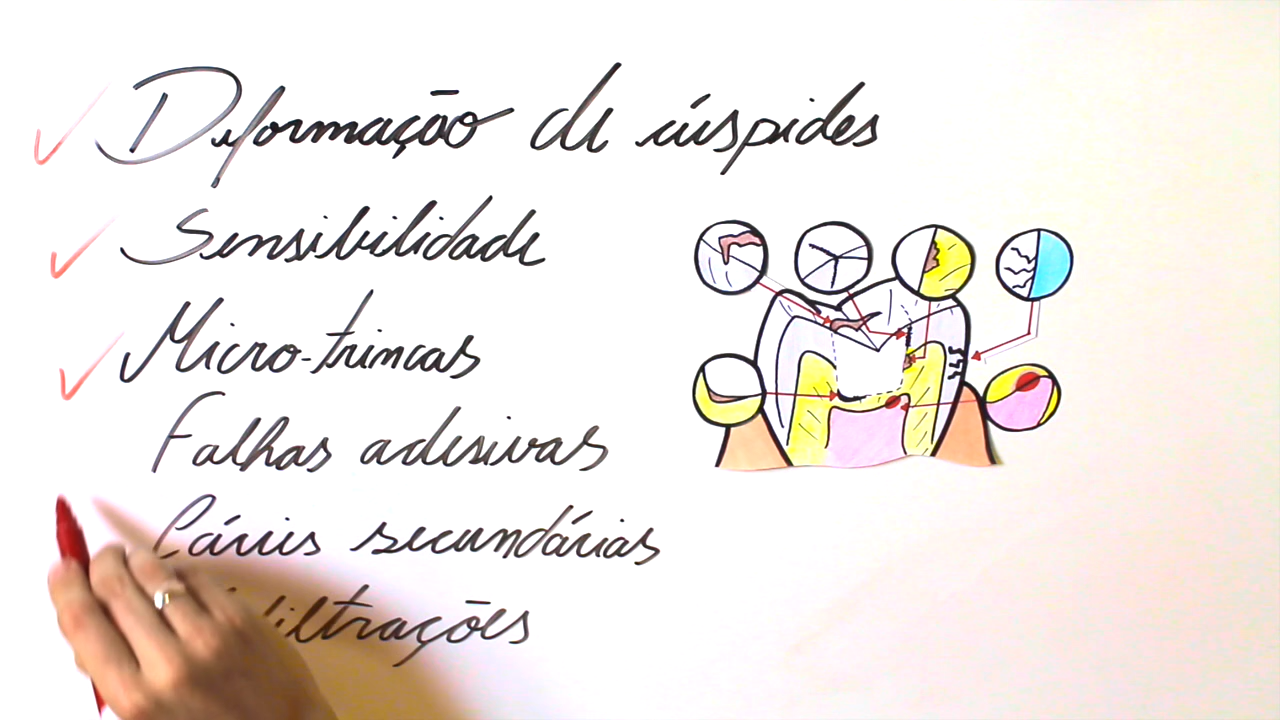 Deformação de cúspides
Sensibilidade
Micro-trincas
Falhas adesivas
Cáries secundárias